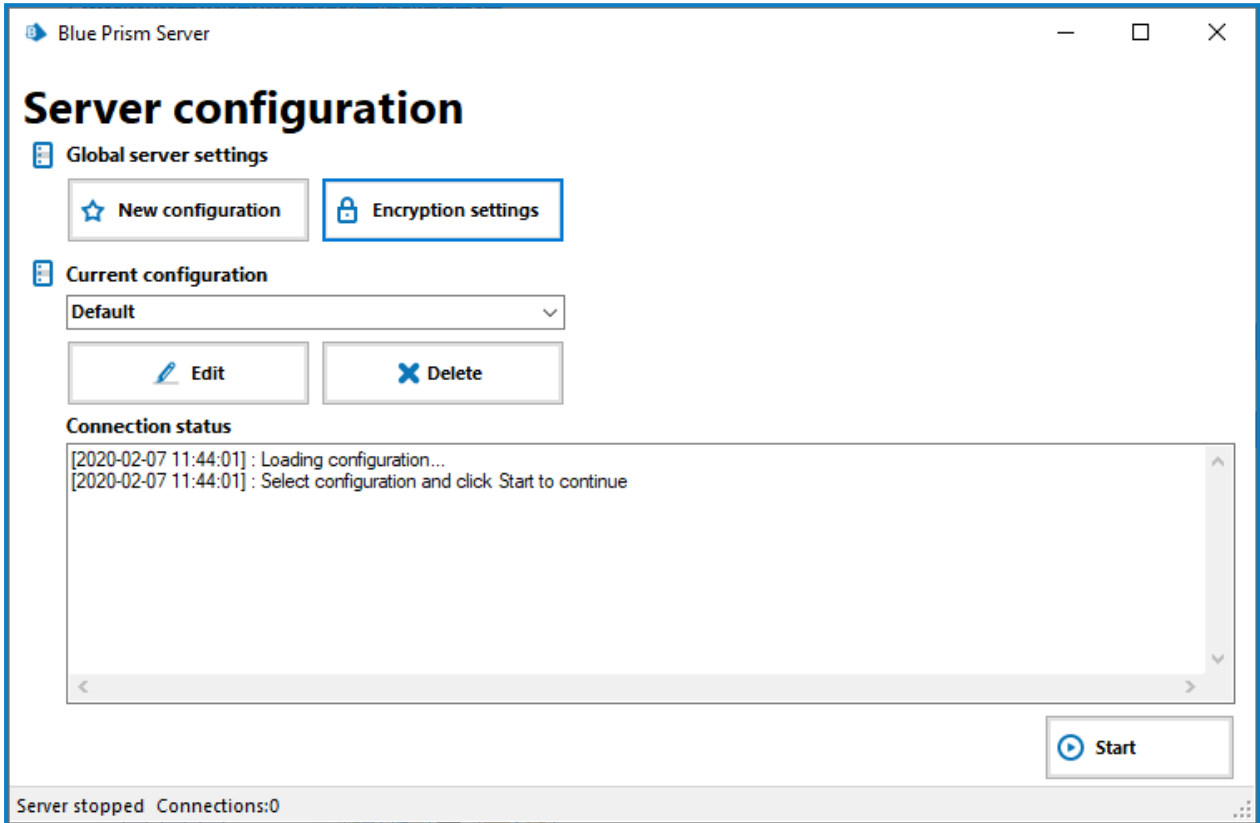 Blue Prism Server
Server configuration
Global server settings
New configuration Encryption settings
Current configuration
Default
Edit Delete
Connection status
[2020-02-07 11:44:01] : Loading configuration...
[2020-02-07 11:44:01] : Select configuration and click Start to continue
Start
Server stopped Connections:0